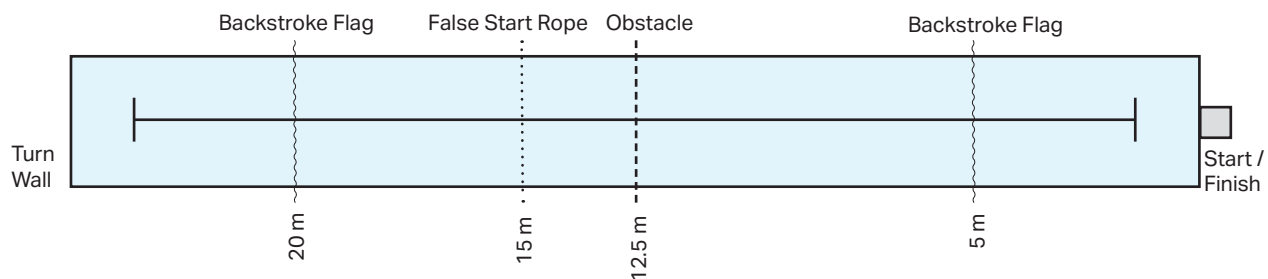 Backstroke Flag
False Start Rope
Obstacle
Backstroke Flag
Turn
Wall
Start /
Finish
20 m
15 m
12.5 m
5 m